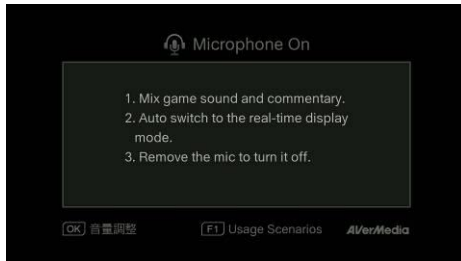 Microphone On
1. Mix game sound and commentary.
2. Auto switch to the real-time display
mode.
3. Remove the mic to turn it off.
OK 音量調整 F1 Usage Scenarios AVerMedia